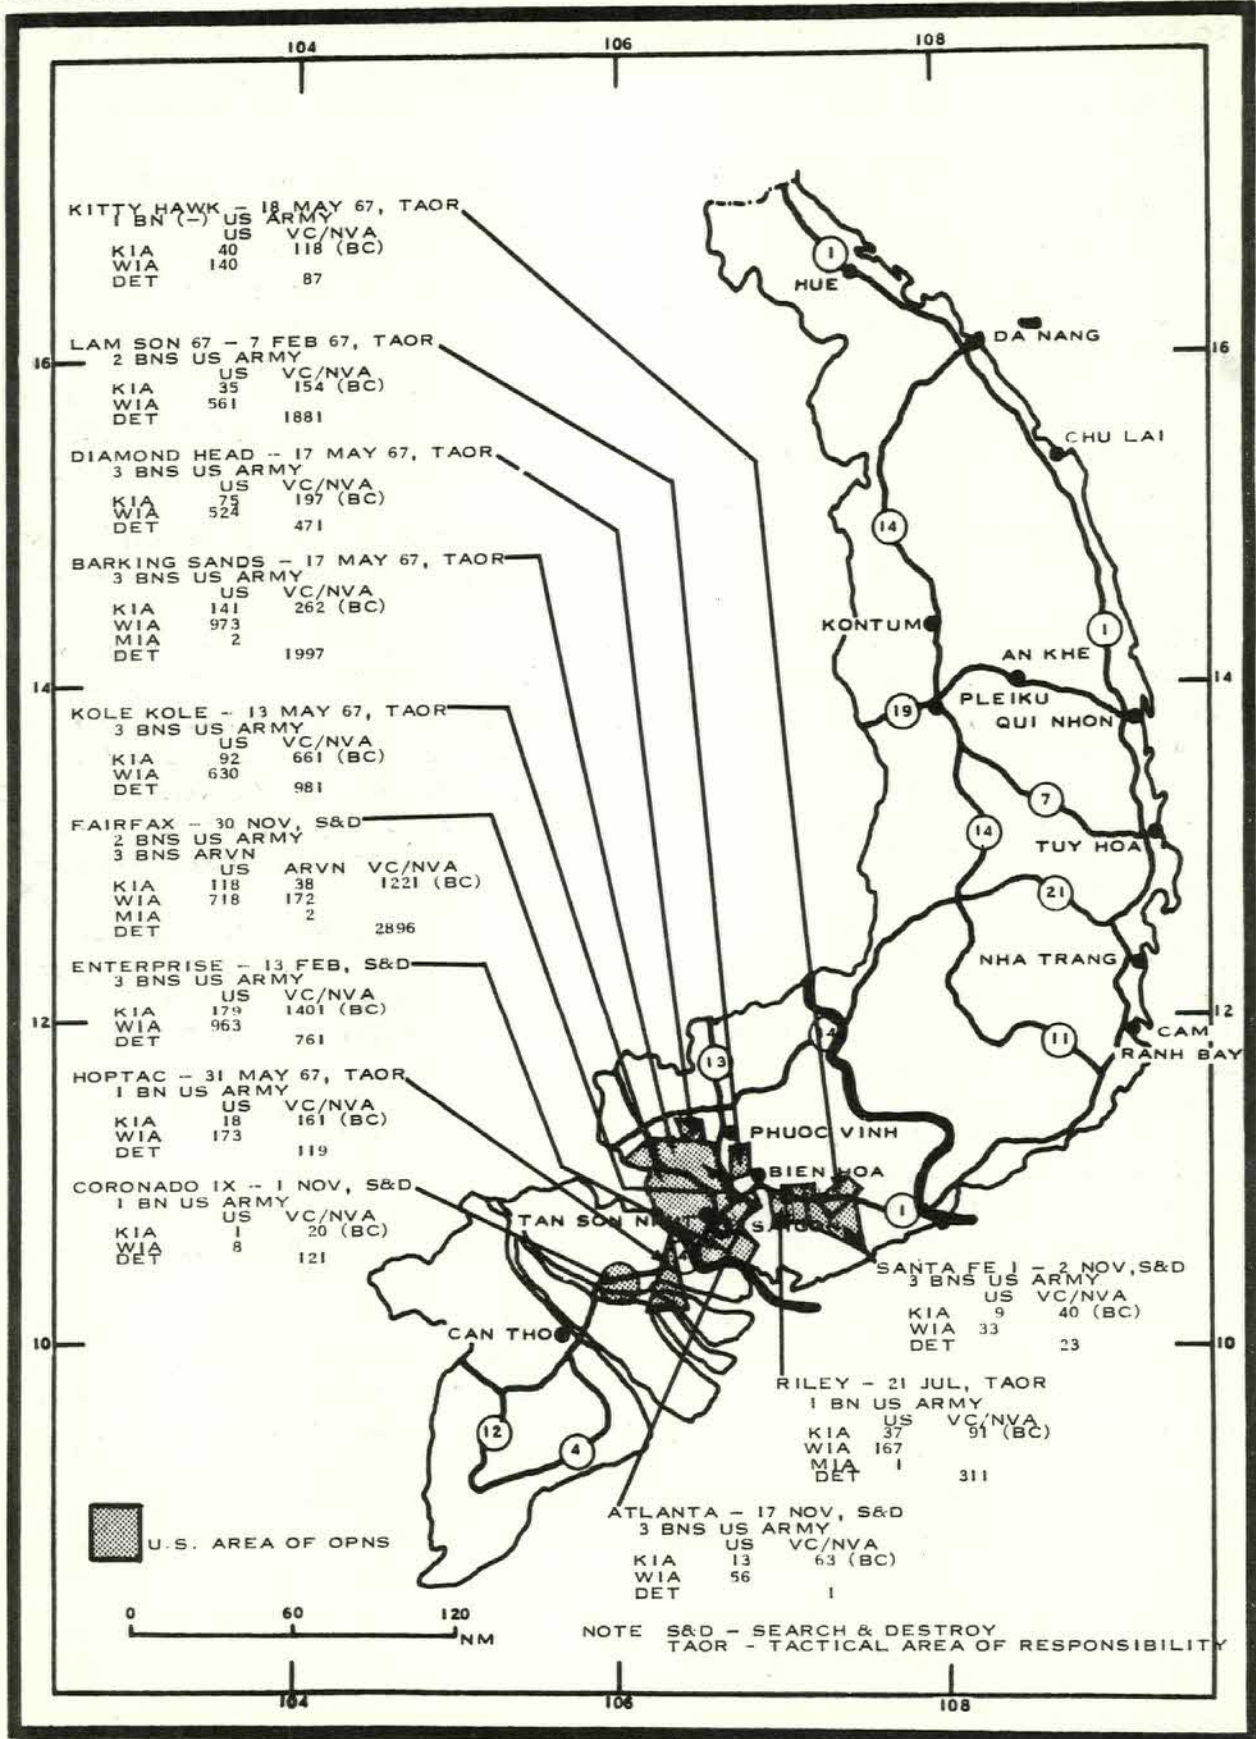 104 106 108
KITTY HAWK - 18 MAY 67, TAOR
1 BN (-) US ARMY
US VC/NVA
KIA 40 118 (BC)
WIA 140
DET 87
LAM SON 67 - 7 FEB 67, TAOR
2 BNS US ARMY
US VC/NVA
KIA 35 154 (BC)
WIA 561
DET 1881
DIAMOND HEAD - 17 MAY 67, TAOR
3 BNS US ARMY
US VC/NVA
KIA 75 197 (BC)
WIA 524
DET 471
BARKING SANDS - 17 MAY 67, TAOR
3 BNS US ARMY
US VC/NVA
KIA 141 262 (BC)
WIA 973
MIA 2
DET 1997
KOLE KOLE - 13 MAY 67, TAOR
3 BNS US ARMY
US VC/NVA
KIA 92 661 (BC)
WIA 630
DET 981
FAIRFAX - 30 NOV, S&D
2 BNS US ARMY
3 BNS ARVN
US ARVN VC/NVA
KIA 118 38 1221 (BC)
WIA 718 172
MIA 2
DET 2896
ENTERPRISE - 13 FEB, S&D
3 BNS US ARMY
US VC/NVA
KIA 179 1401 (BC)
WIA 963
DET 761
HOPTAC - 31 MAY 67, TAOR
1 BN US ARMY
US VC/NVA
KIA 18 161 (BC)
WIA 173
DET 119
CORONADO IX - 1 NOV, S&D
1 BN US ARMY
US VC/NVA
KIA 1 20 (BC)
WIA 8
DET 121
1
HUE
DA NANG
16 16
CHU LAI
14
KONTUM
1
AN KHE
14 14
19
PLEIKU
QUI NHON
7
14
TUY HOA
21
NHA TRANG
12 12
14
CAM
RANH BAY
11
13
PHUOC VINH
BIEN HOA
1
TAN SON NHUT
SAIGON
4
CAN THO
10 10
12
4
SANTA FE 1 - 2 NOV, S&D
3 BNS US ARMY
US VC/NVA
KIA 9 40 (BC)
WIA 33
DET 23
RILEY - 21 JUL, TAOR
1 BN US ARMY
US VC/NVA
KIA 37 91 (BC)
WIA 167
MIA 1
DET 311
ATLANTA - 17 NOV, S&D
3 BNS US ARMY
US VC/NVA
KIA 13 63 (BC)
WIA 56
DET 1
U.S. AREA OF OPNS
0 60 120
NM
NOTE S&D - SEARCH & DESTROY
TAOR - TACTICAL AREA OF RESPONSIBILITY
104 106 108